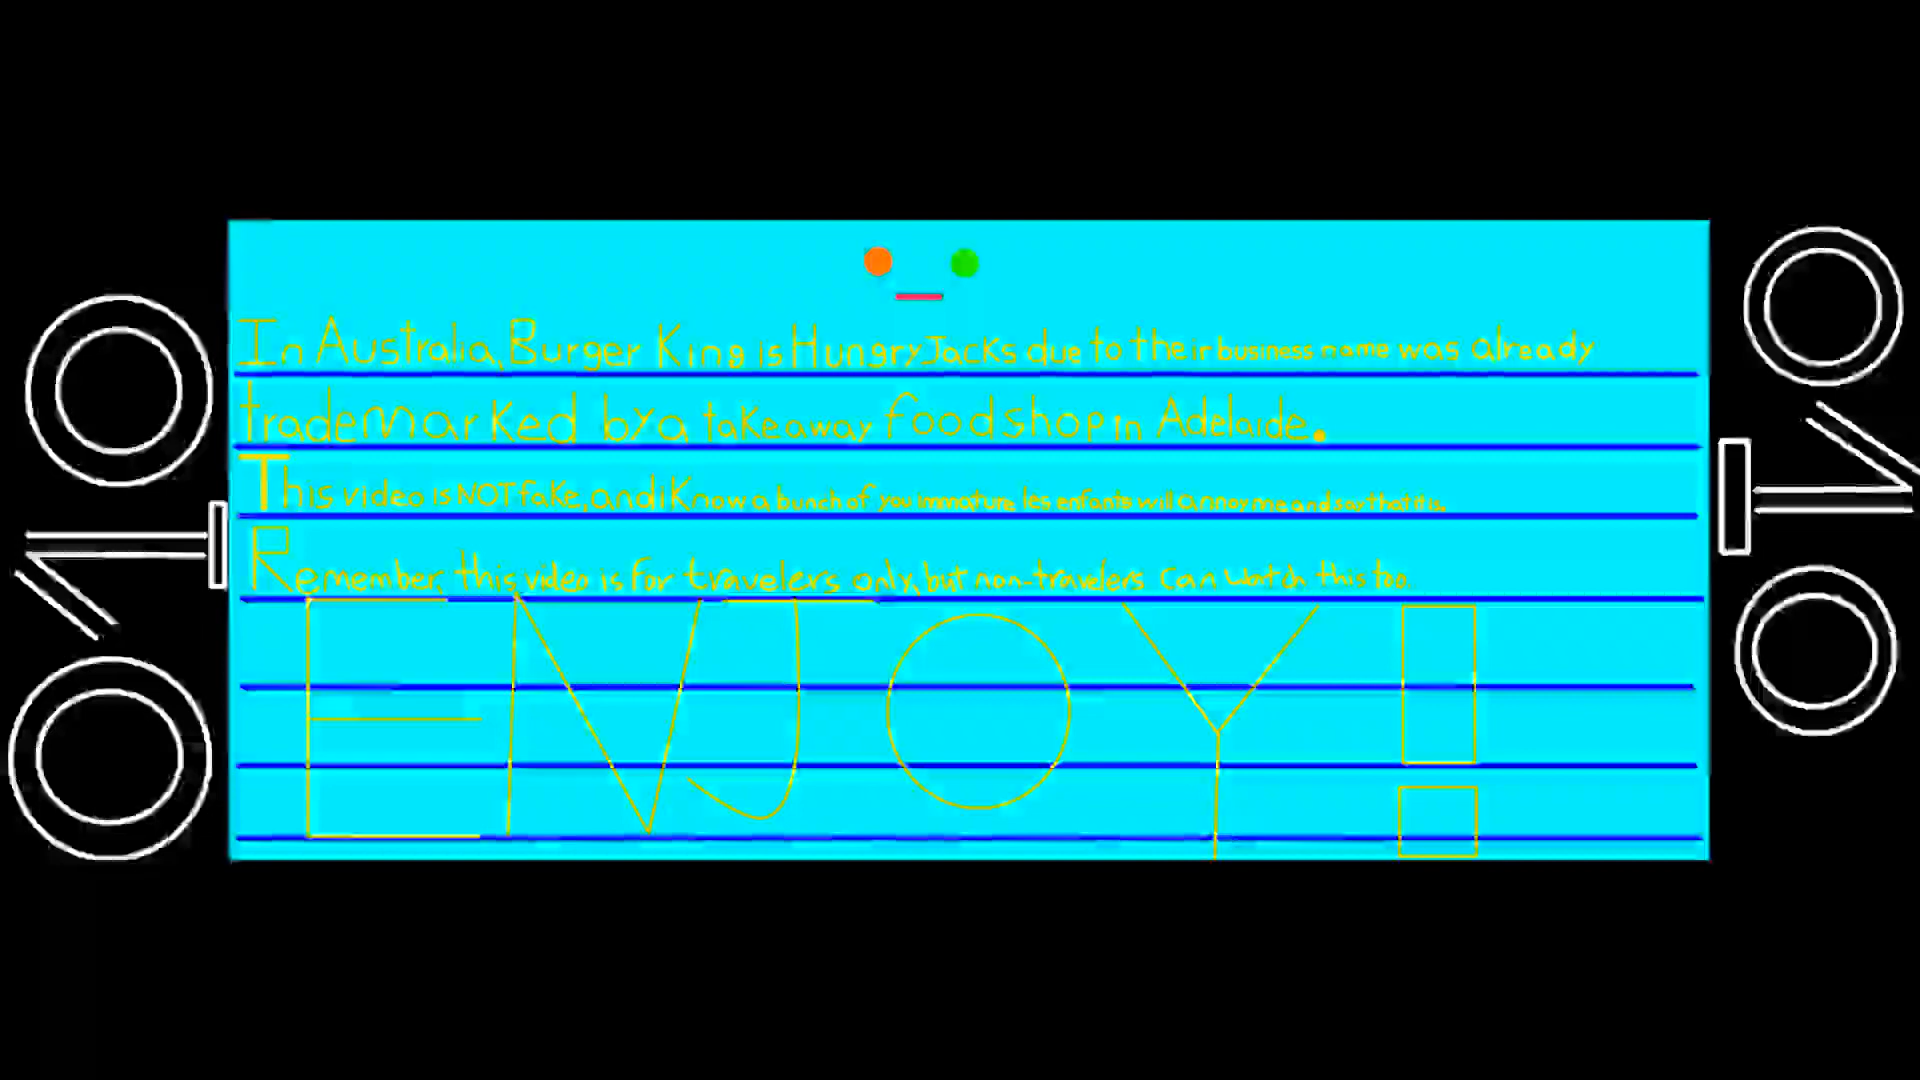 In Australia, Burger King is Hungry Jacks due to their business name was already
trademarked by a takeaway food shop in Adelaide.
This video is NOT fake, and i Know a bunch of you immature les enfants will annoy me and say that it is.
Remember, this video is for travelers only, but non-travelers can watch this too.
ENJOY!